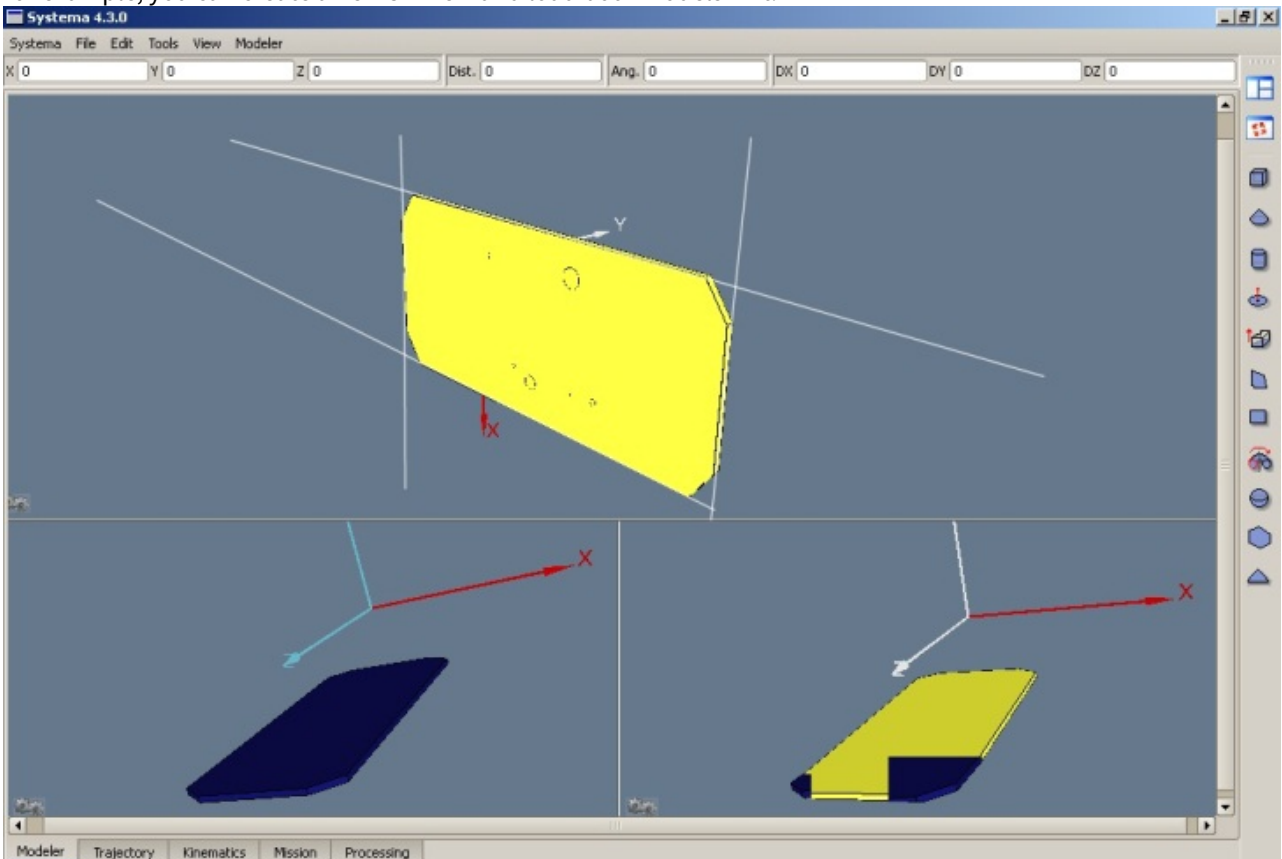 Systema 4.3.0
Systema File Edit Tools View Modeler
X 0 Y 0 Z 0 Dist. 0 Ang. 0 DX 0 DY 0 DZ 0
Y
X
X
Z
X
Z
Modeler Trajectory Kinematics Mission Processing